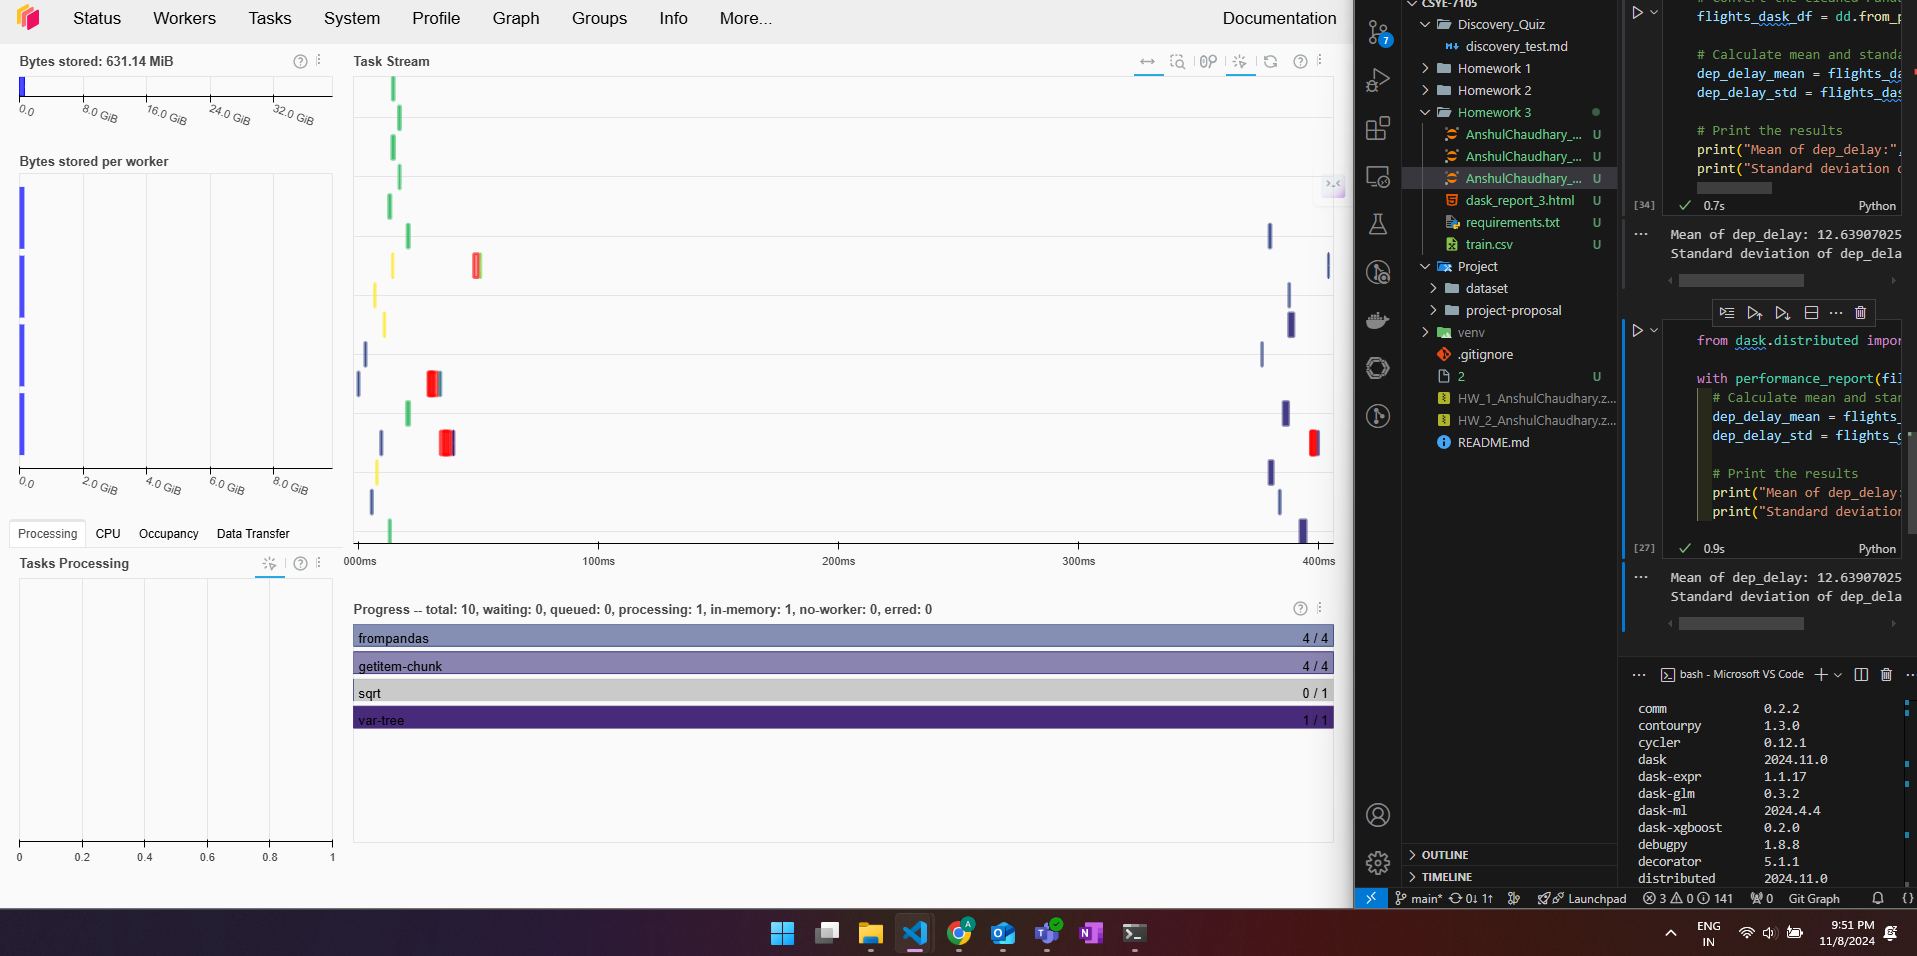 Status Workers Tasks System Profile Graph Groups Info More... Documentation
Bytes stored: 631.14 MiB
0.0 8.0 GiB 16.0 GiB 24.0 GiB 32.0 GiB
Bytes stored per worker
0.0 2.0 GiB 4.0 GiB 6.0 GiB 8.0 GiB
Processing CPU Occupancy Data Transfer
Tasks Processing
0 0.2 0.4 0.6 0.8 1
Task Stream
000ms 100ms 200ms 300ms 400ms
Progress -- total: 10, waiting: 0, queued: 0, processing: 1, in-memory: 1, no-worker: 0, erred: 0
frompandas 4 / 4
getitem-chunk 4 / 4
sqrt 0 / 1
var-tree 1 / 1
7
CSYE-7105
Discovery_Quiz
discovery_test.md
Homework 1
Homework 2
Homework 3
AnshulChaudhary_... U
AnshulChaudhary_... U
AnshulChaudhary_... U
dask_report_3.html U
requirements.txt U
train.csv U
Project
dataset
project-proposal
venv
.gitignore
2 U
HW_1_AnshulChaudhary.z...
HW_2_AnshulChaudhary.z...
README.md
OUTLINE
TIMELINE
flights_dask_df = dd.from_p
# Calculate mean and standa
dep_delay_mean = flights_da
dep_delay_std = flights_das
# Print the results
print("Mean of dep_delay:",
print("Standard deviation o
[34] 0.7s Python
Mean of dep_delay: 12.63907025
Standard deviation of dep_dela
from dask.distributed impor
with performance_report(fil
# Calculate mean and stan
dep_delay_mean = flights_
dep_delay_std = flights_d
# Print the results
print("Mean of dep_delay:
print("Standard deviation
[27] 0.9s Python
Mean of dep_delay: 12.63907025
Standard deviation of dep_dela
bash - Microsoft VS Code
comm 0.2.2
contourpy 1.3.0
cycler 0.12.1
dask 2024.11.0
dask-expr 1.1.17
dask-glm 0.3.2
dask-ml 2024.4.4
dask-xgboost 0.2.0
debugpy 1.8.8
decorator 5.1.1
distributed 2024.11.0
main* 0↓ 1↑ Launchpad 3 0 141 0 Git Graph
ENG
IN
9:51 PM
11/8/2024